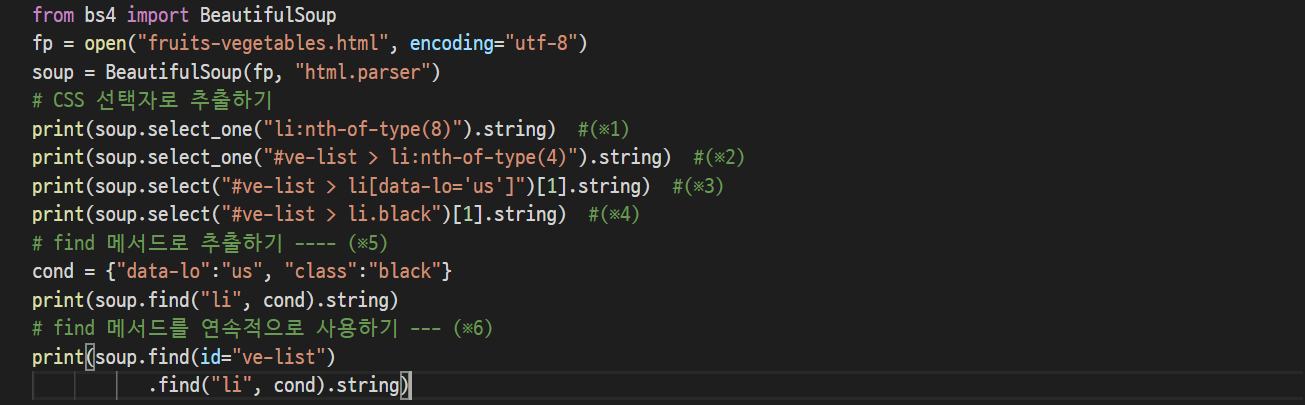 from bs4 import BeautifulSoup
fp = open("fruits-vegetables.html", encoding="utf-8")
soup = BeautifulSoup(fp, "html.parser")
# CSS 선택자로 추출하기
print(soup.select_one("li:nth-of-type(8)").string)  #(※1)
print(soup.select_one("#ve-list > li:nth-of-type(4)").string)  #(※2)
print(soup.select("#ve-list > li[data-lo='us']")[1].string)  #(※3)
print(soup.select("#ve-list > li.black")[1].string)  #(※4)
# find 메서드로 추출하기 ---- (※5)
cond = {"data-lo":"us", "class":"black"}
print(soup.find("li", cond).string)
# find 메서드를 연속적으로 사용하기 --- (※6)
print(soup.find(id="ve-list")
           .find("li", cond).string)